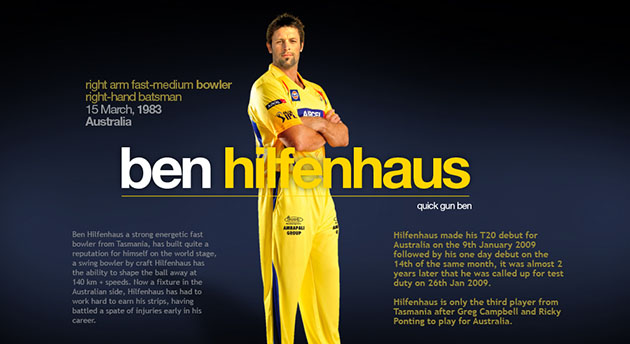 right arm fast-medium bowler
right-hand batsman
15 March, 1983
Australia
AIRCEL
IPL
ben hilfenhaus
quick gun ben
AMRAPALI
GROUP
Ben Hilfenhaus a strong energetic fast
bowler from Tasmania, has built quite a
reputation for himself on the world stage,
a swing bowler by craft Hilfenhaus has
the ability to shape the ball away at
140 km + speeds. Now a fixture in the
Australian side, Hilfenhaus has had to
work hard to earn his strips, having
battled a spate of injuries early in his
career.
Hilfenhaus made his T20 debut for
Australia on the 9th January 2009
followed by his one day debut on the
14th of the same month, it was almost 2
years later that he was called up for test
duty on 26th Jan 2009.
Hilfenhaus is only the third player from
Tasmania after Greg Campbell and Ricky
Ponting to play for Australia.